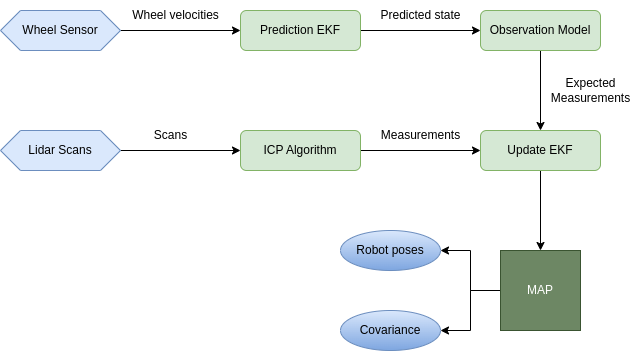 Wheel Sensor
Wheel velocities
Prediction EKF
Predicted state
Observation Model
Expected
Measurements
Lidar Scans
Scans
ICP Algorithm
Measurements
Update EKF
Robot poses
MAP
Covariance